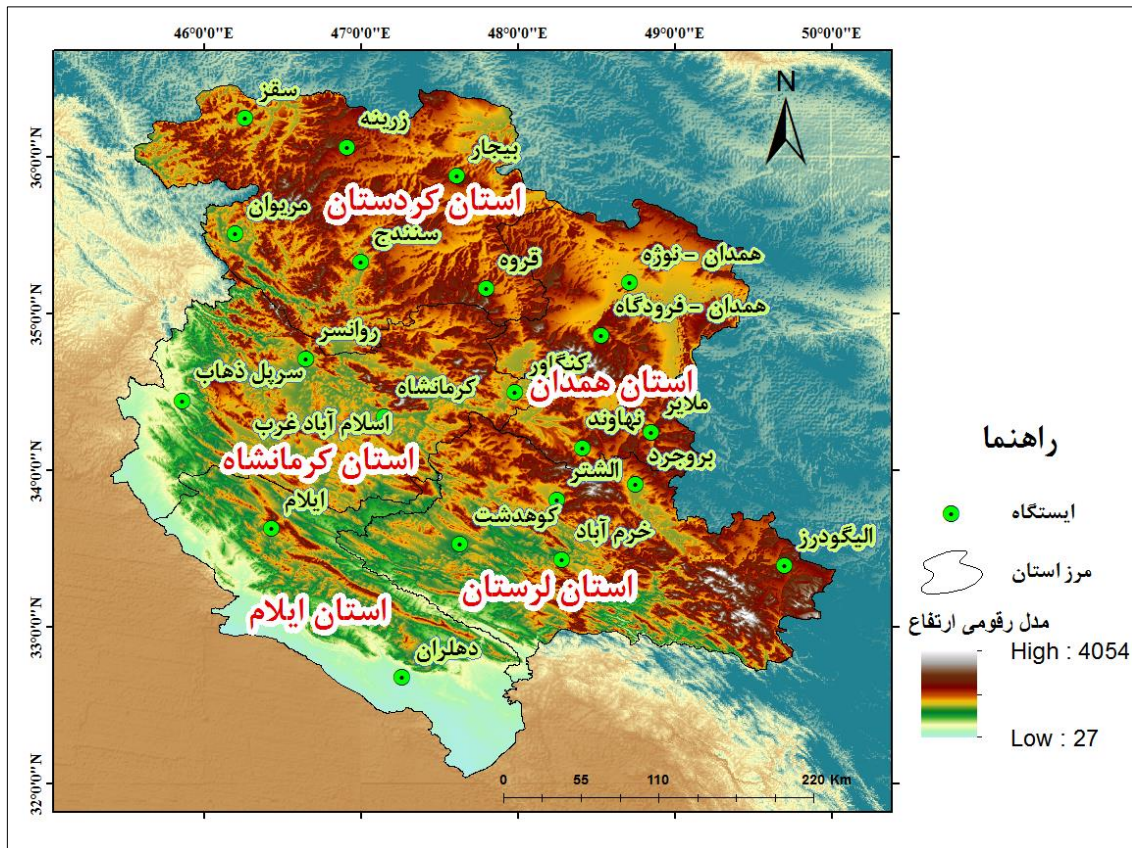 46°0'0"E
47°0'0"E
48°0'0"E
49°0'0"E
50°0'0"E
36°0'0"N
35°0'0"N
34°0'0"N
33°0'0"N
32°0'0"N
N
سقز
زرینه
بیجار
استان کردستان
مریوان
سنندج
قروه
همدان - نوژه
همدان - فرودگاه
روانسر
سرپل ذهاب
کرمانشاه
کنگاور
استان همدان
ملایر
اسلام آباد غرب
نهاوند
استان کرمانشاه
بروجرد
الشتر
ایلام
کوهدشت
خرم آباد
الیگودرز
استان لرستان
استان ایلام
دهلران
0 55 110 220 Km
راهنما
ایستگاه
مرز استان
مدل رقومی ارتفاع
High : 4054
Low : 27